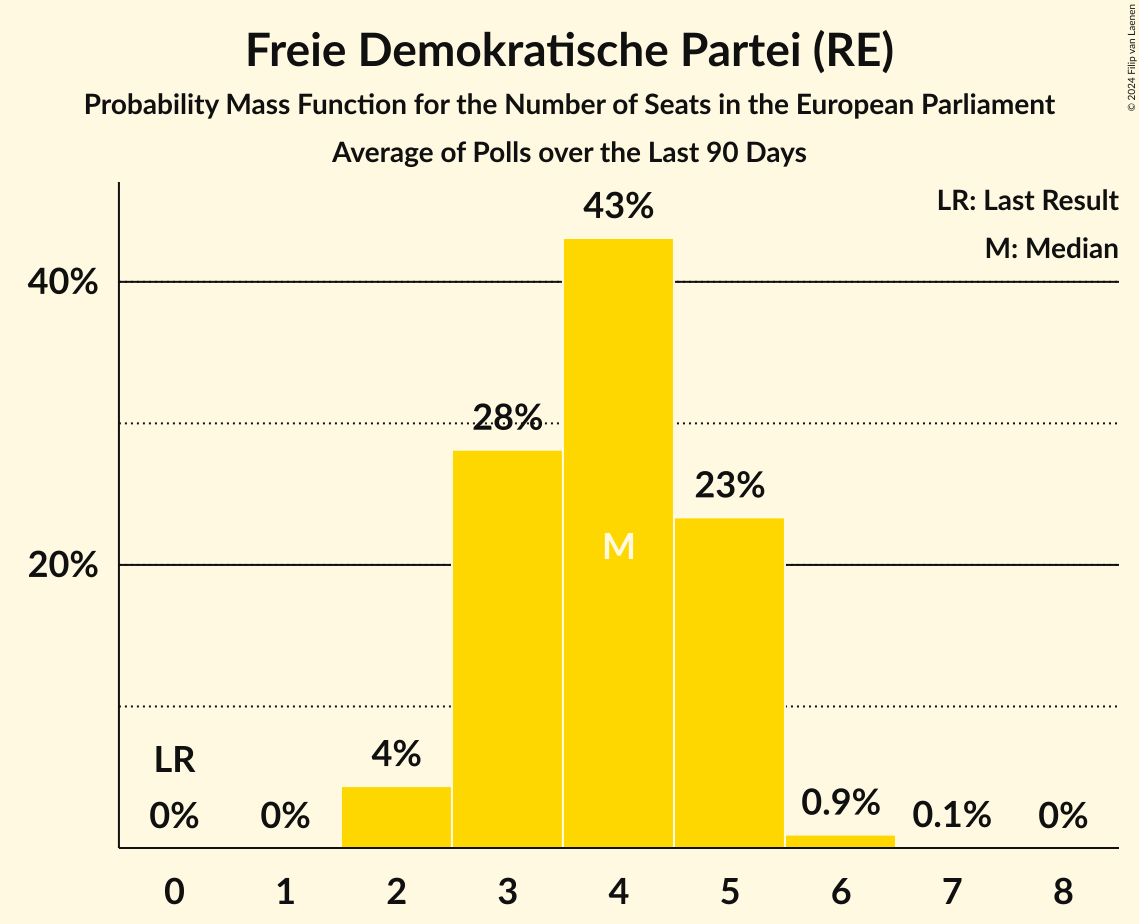 Freie Demokratische Partei (RE)
Probability Mass Function for the Number of Seats in the European Parliament
Average of Polls over the Last 90 Days
© 2024 Filip van Laenen
LR: Last Result
M: Median
43%
40%
28%
23%
M
20%
LR
4%
0%
0%
0.9%
0.1%
0%
0 1 2 3 4 5 6 7 8